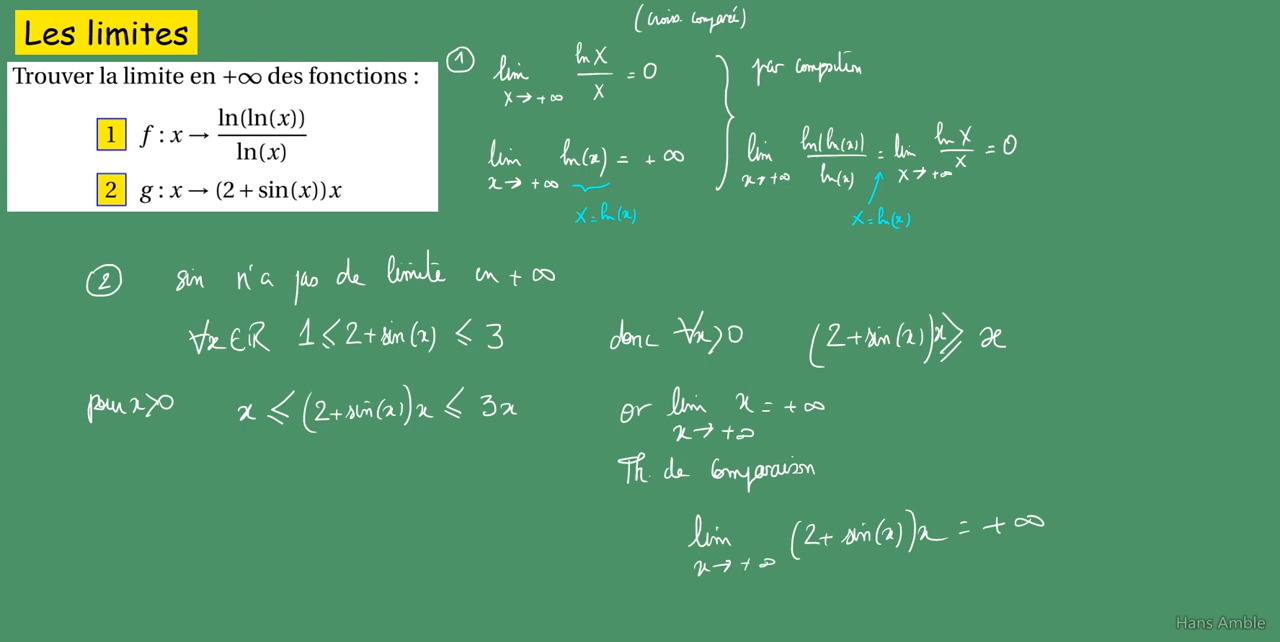 Les limites
Trouver la limite en +∞ des fonctions :
1 f : x → ln(ln(x)) / ln(x)
2 g : x → (2 + sin(x))x
(Crois. comparée)
① lim X→+∞ ln X / X = 0
lim x→+∞ ln(x) = +∞
X = ln(x)
par composition
lim x→+∞ ln(ln(x)) / ln(x) = lim X→+∞ ln X / X = 0
X = ln(x)
② sin n'a pas de limite en +∞
∀x∈ℝ 1 ≤ 2+sin(x) ≤ 3
pour x>0 x ≤ (2+sin(x))x ≤ 3x
donc ∀x>0 (2+sin(x))x ≥ x
or lim x→+∞ x = +∞
Th. de Comparaison
lim x→+∞ (2+ sin(x))x = +∞
Hans Amble